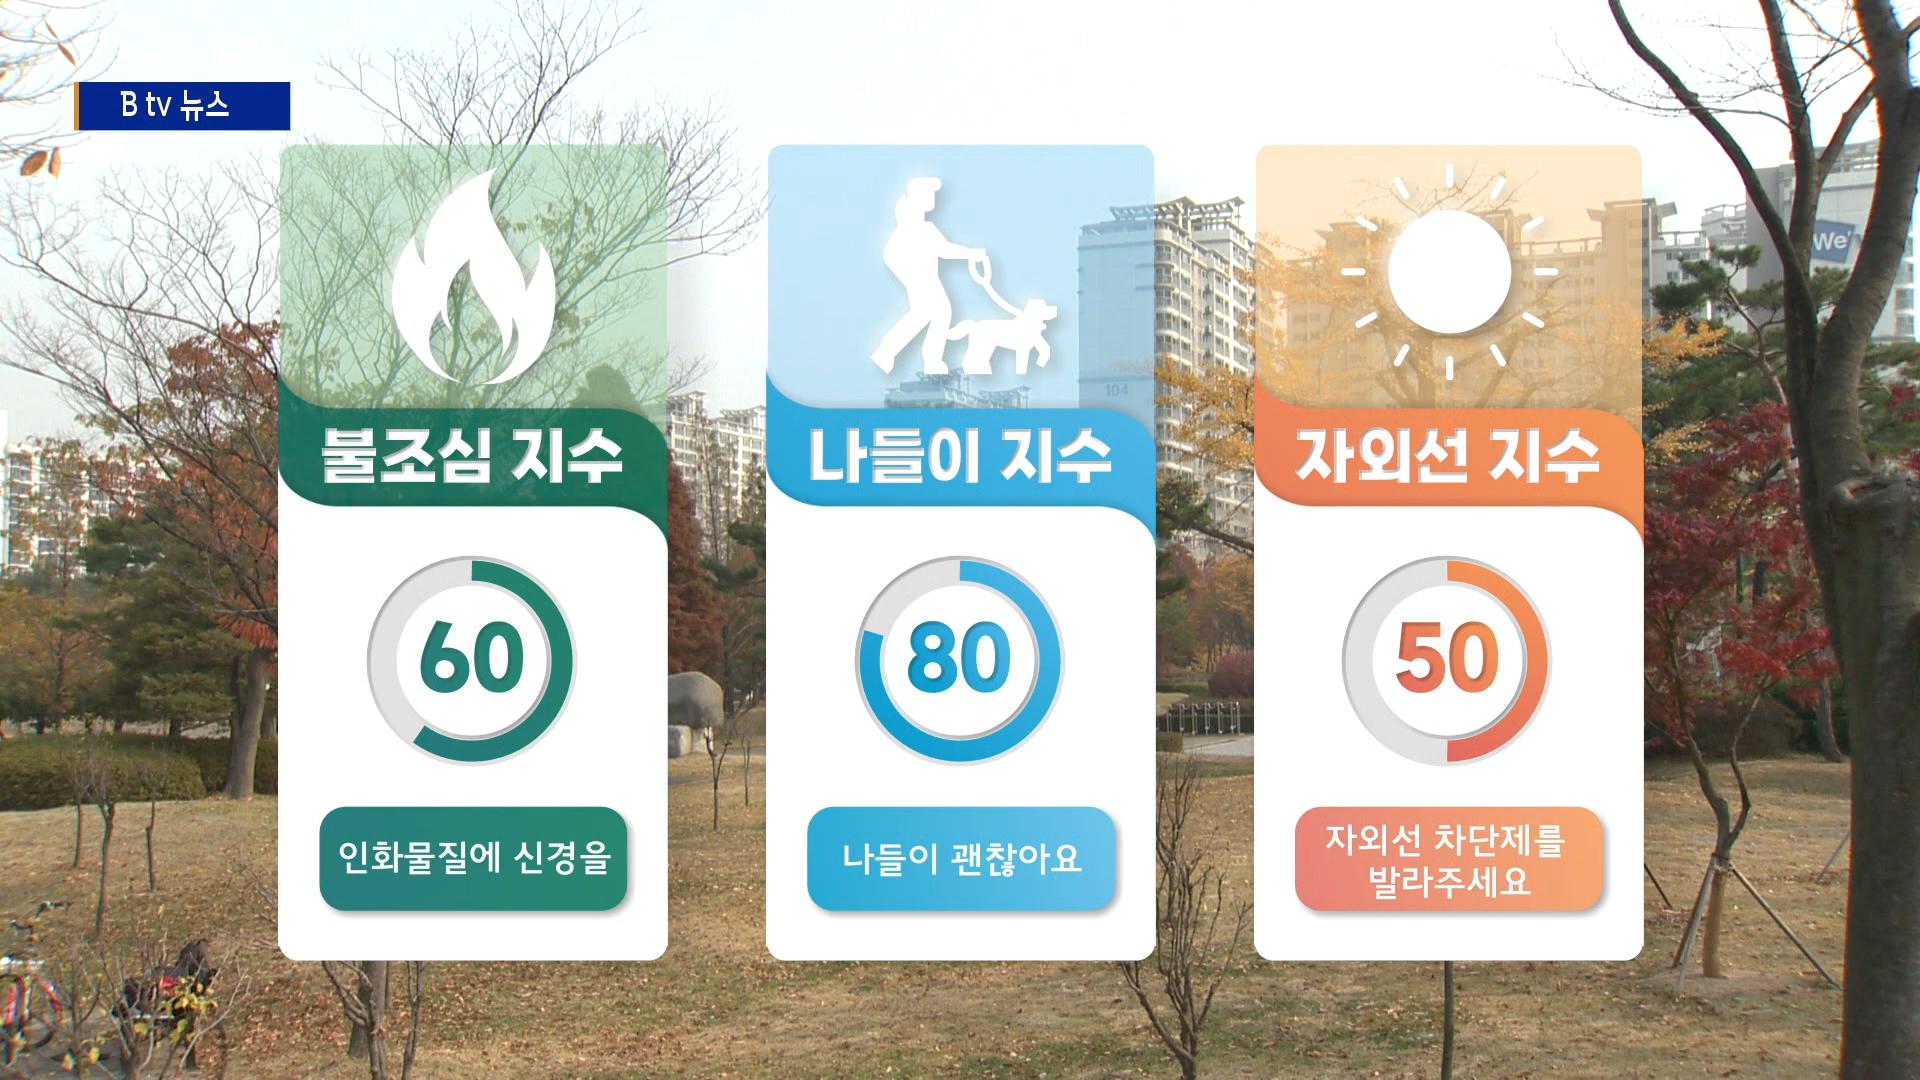 B tv 뉴스
불조심 지수
60
인화물질에 신경을
나들이 지수
80
나들이 괜찮아요
자외선 지수
50
자외선 차단제를
발라주세요
We
104